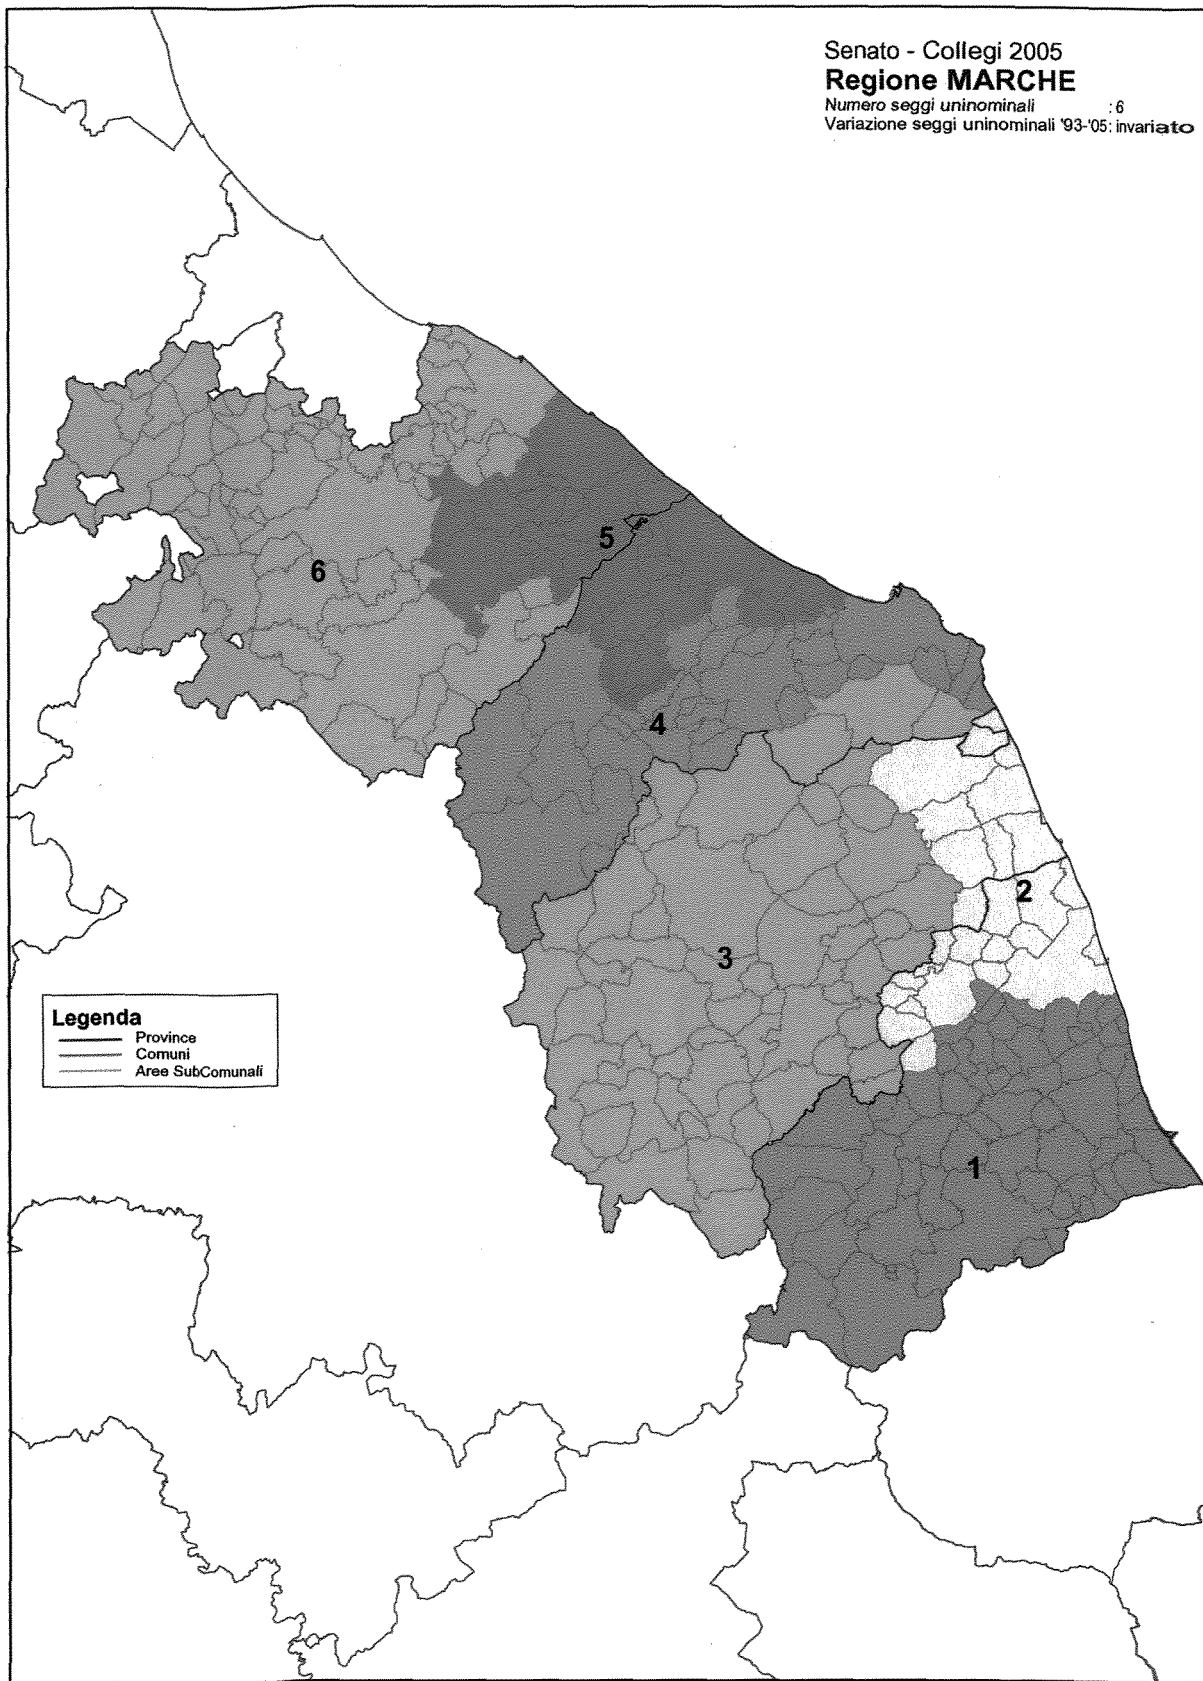 Senato - Collegi 2005
Regione MARCHE
Numero seggi uninominali : 6
Variazione seggi uninominali '93-'05: invariato
5
6
4
2
3
Legenda
Province
Comuni
Aree SubComunali
1